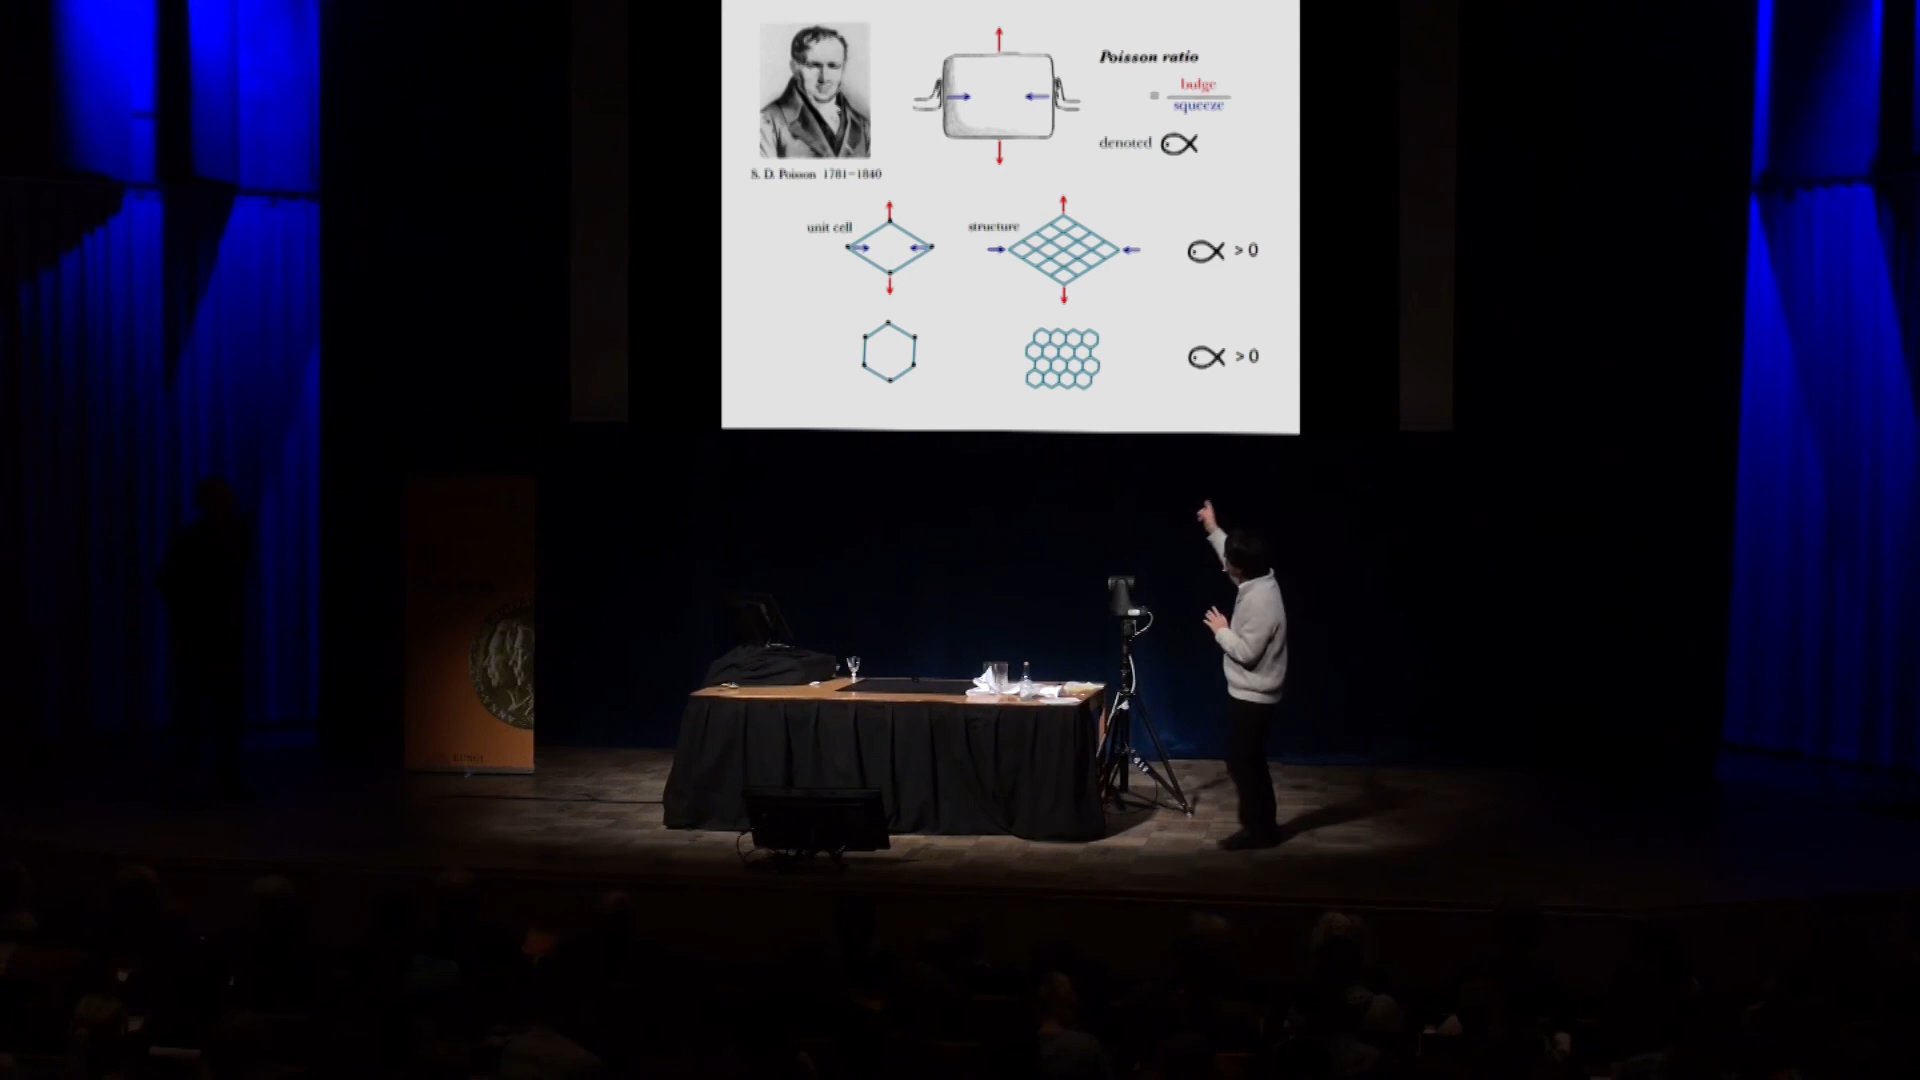 Poisson ratio
= bulge
squeeze
denoted
S. D. Poisson 1781-1840
unit cell
structure
> 0
> 0